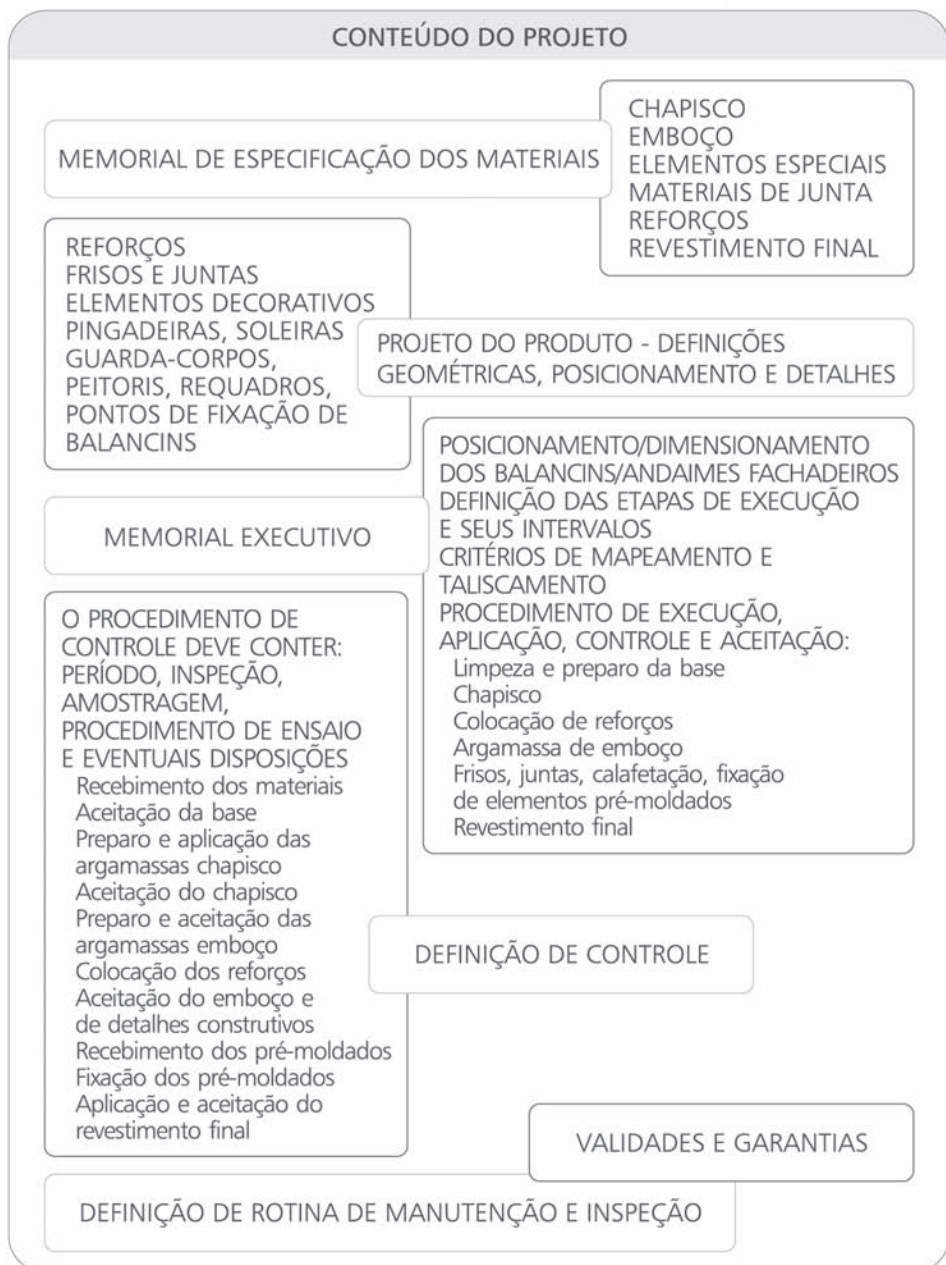 CONTEÚDO DO PROJETO
MEMORIAL DE ESPECIFICAÇÃO DOS MATERIAIS
CHAPISCO
EMBOÇO
ELEMENTOS ESPECIAIS
MATERIAIS DE JUNTA
REFORÇOS
REVESTIMENTO FINAL
REFORÇOS
FRISOS E JUNTAS
ELEMENTOS DECORATIVOS
PINGADEIRAS, SOLEIRAS
GUARDA-CORPOS,
PEITORIS, REQUADROS,
PONTOS DE FIXAÇÃO DE
BALANCINS
PROJETO DO PRODUTO - DEFINIÇÕES
GEOMÉTRICAS, POSICIONAMENTO E DETALHES
MEMORIAL EXECUTIVO
POSICIONAMENTO/DIMENSIONAMENTO
DOS BALANCINS/ANDAIMES FACHADEIROS
DEFINIÇÃO DAS ETAPAS DE EXECUÇÃO
E SEUS INTERVALOS
CRITÉRIOS DE MAPEAMENTO E
TALISCAMENTO
PROCEDIMENTO DE EXECUÇÃO,
APLICAÇÃO, CONTROLE E ACEITAÇÃO:
Limpeza e preparo da base
Chapisco
Colocação de reforços
Argamassa de emboço
Frisos, juntas, calafetação, fixação
de elementos pré-moldados
Revestimento final
O PROCEDIMENTO DE
CONTROLE DEVE CONTER:
PERÍODO, INSPEÇÃO,
AMOSTRAGEM,
PROCEDIMENTO DE ENSAIO
E EVENTUAIS DISPOSIÇÕES
Recebimento dos materiais
Aceitação da base
Preparo e aplicação das
argamassas chapisco
Aceitação do chapisco
Preparo e aceitação das
argamassas emboço
Colocação dos reforços
Aceitação do emboço e
de detalhes construtivos
Recebimento dos pré-moldados
Fixação dos pré-moldados
Aplicação e aceitação do
revestimento final
DEFINIÇÃO DE CONTROLE
VALIDADES E GARANTIAS
DEFINIÇÃO DE ROTINA DE MANUTENÇÃO E INSPEÇÃO